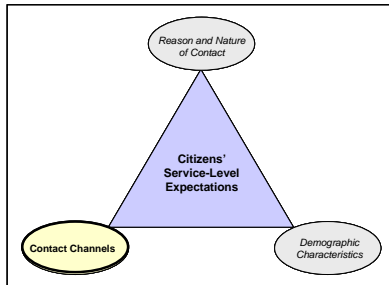 Reason and Nature
of Contact
Citizens'
Service-Level
Expectations
Contact Channels
Demographic
Characteristics